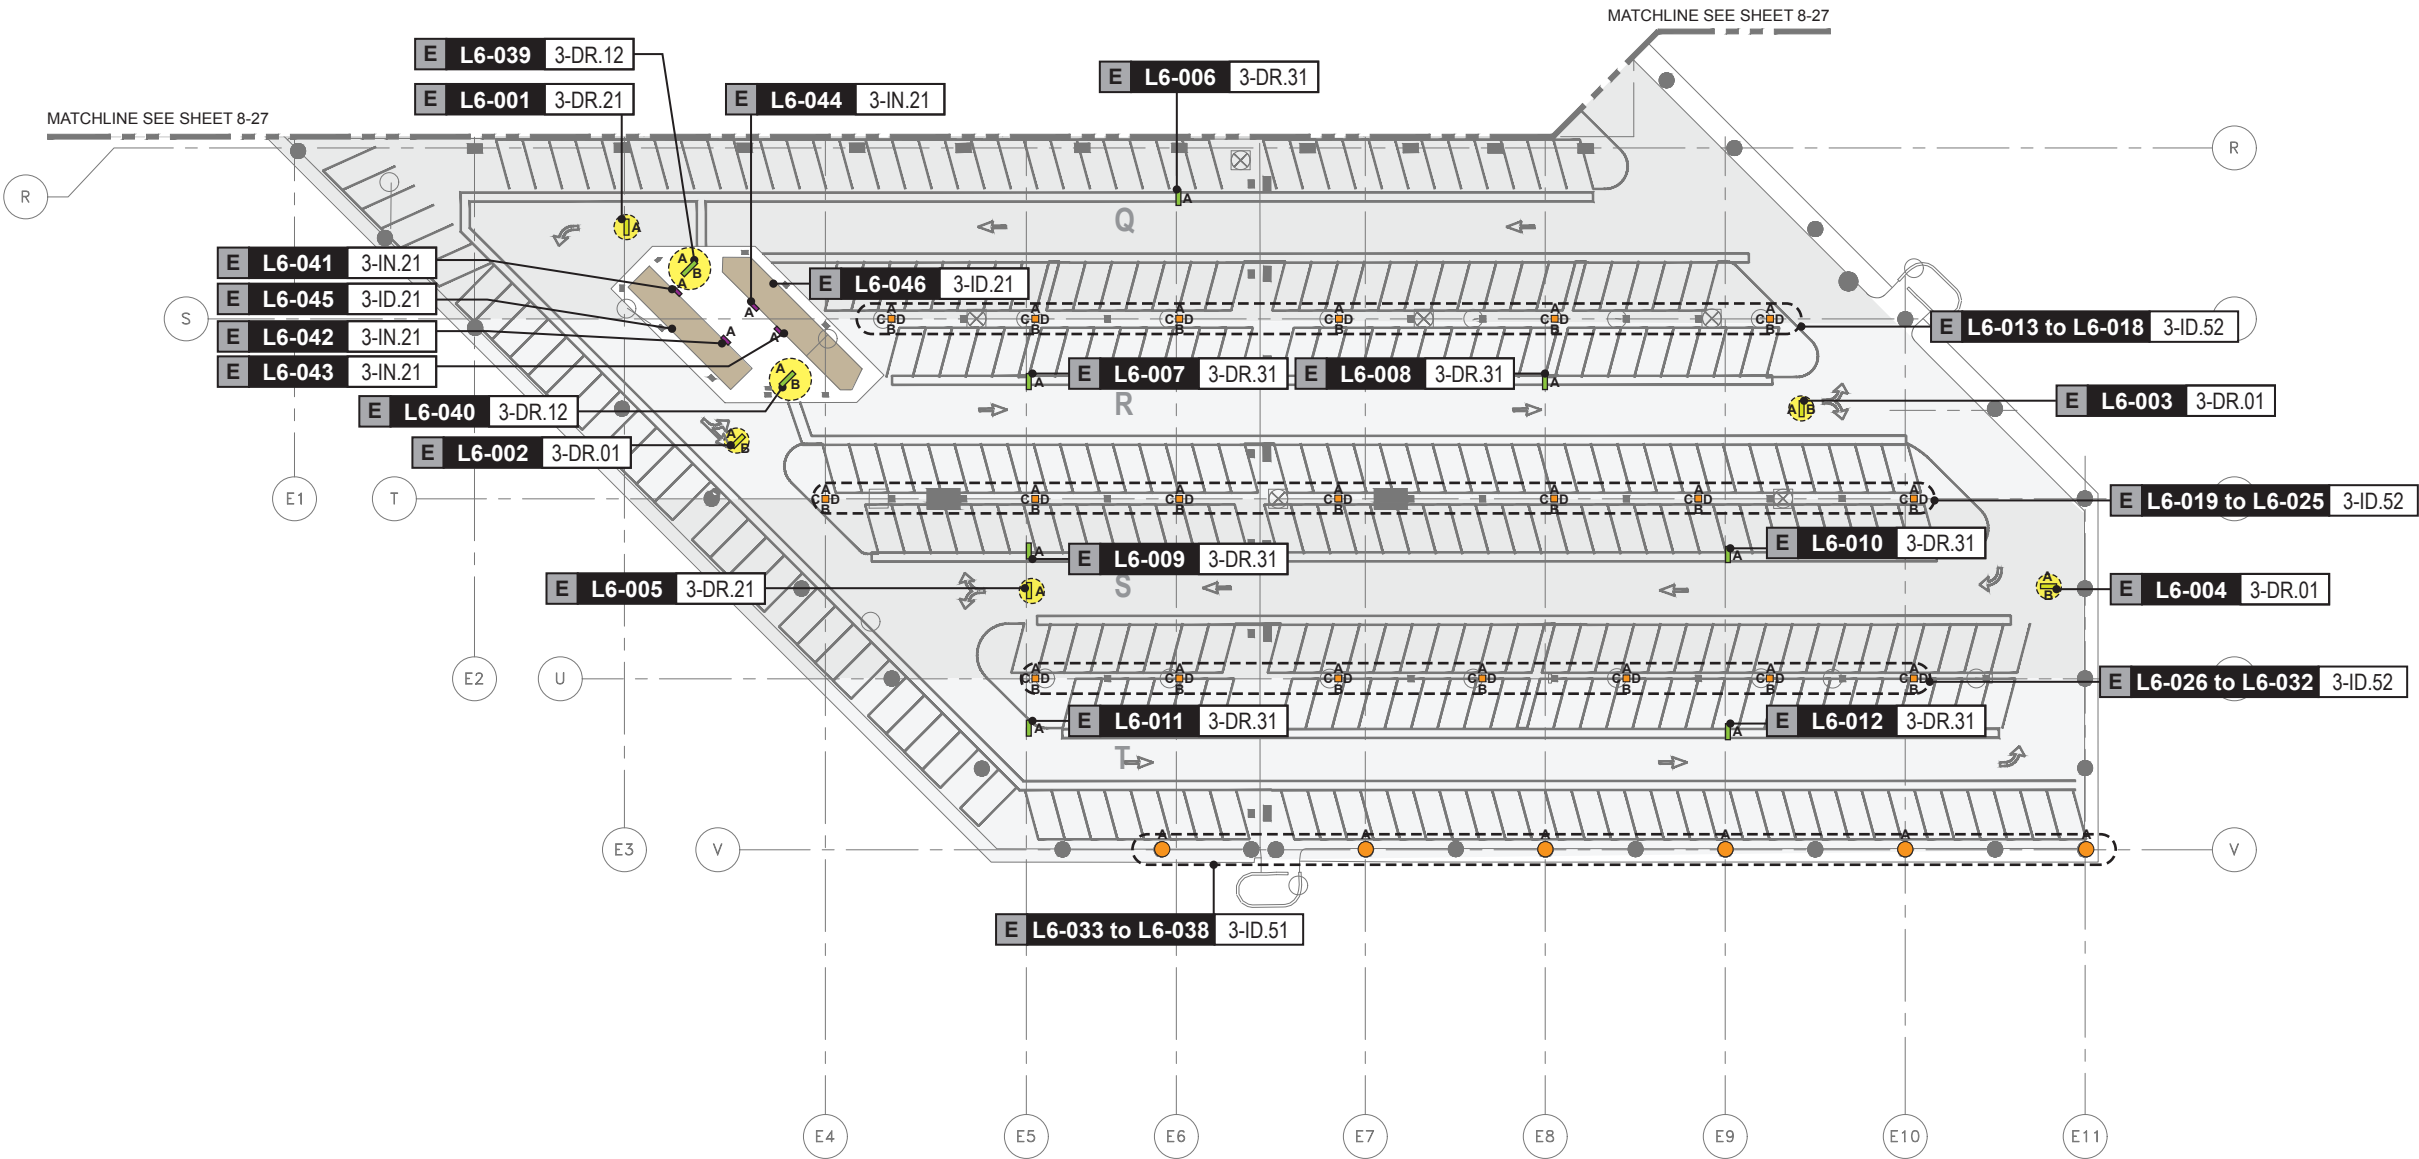 MATCHLINE SEE SHEET 8-27
E L6-039 3-DR.12
E L6-006 3-DR.31
E L6-001 3-DR.21
E L6-044 3-IN.21
MATCHLINE SEE SHEET 8-27
R
R
A
A
Q
E L6-041 3-IN.21
A
B
E L6-046 3-ID.21
E L6-045 3-ID.21
A
S
A
A
A
C D
B
A
C D
B
A
C D
B
A
C D
B
A
C D
B
A
C D
B
E L6-013 to L6-018 3-ID.52
E L6-042 3-IN.21
E L6-043 3-IN.21
A
B
A
E L6-007 3-DR.31
E L6-008 3-DR.31
A
E L6-040 3-DR.12
R
A B
E L6-003 3-DR.01
E L6-002 3-DR.01
A
B
E1
T
A
C D
B
A
C D
B
A
C D
B
A
C D
B
A
C D
B
A
C D
B
A
C D
B
E L6-019 to L6-025 3-ID.52
A
E L6-009 3-DR.31
A
E L6-010 3-DR.31
E L6-005 3-DR.21
A
S
A
B
E L6-004 3-DR.01
E2
U
A
C D
B
A
C D
B
A
C D
B
A
C D
B
A
C D
B
A
C D
B
A
C D
B
E L6-026 to L6-032 3-ID.52
A
E L6-011 3-DR.31
A
E L6-012 3-DR.31
T
E3
V
A
A
A
A
A
A
V
E L6-033 to L6-038 3-ID.51
E4
E5
E6
E7
E8
E9
E10
E11